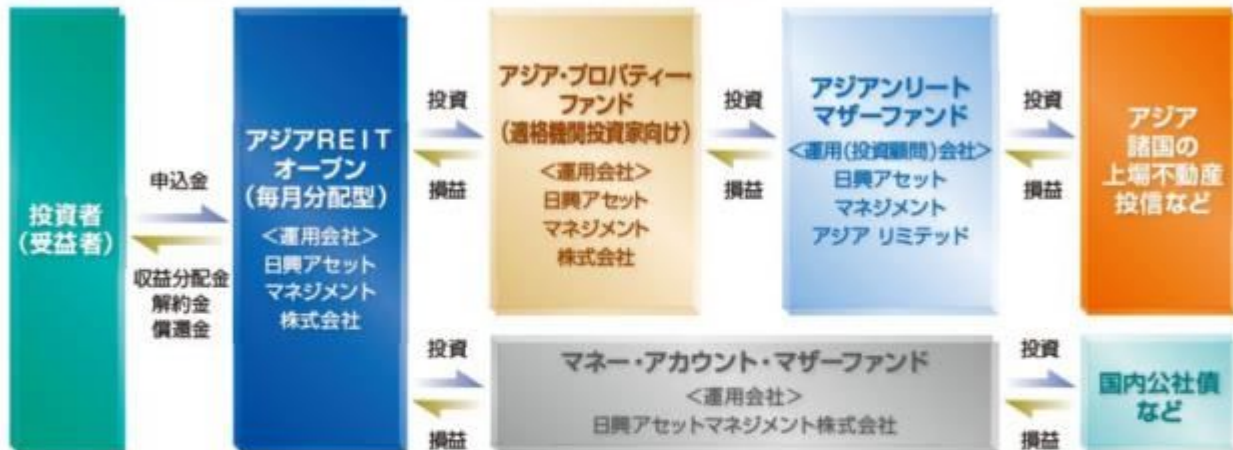 投資者
(受益者)
申込金
収益分配金
解約金
償還金
アジアREIT
オープン
(毎月分配型)
<運用会社>
日興アセット
マネジメント
株式会社
投資
損益
アジア・プロパティー・
ファンド
(適格機関投資家向け)
<運用会社>
日興アセット
マネジメント
株式会社
投資
損益
アジアンリート
マザーファンド
<運用(投資顧問)会社>
日興アセット
マネジメント
アジア リミテッド
投資
損益
アジア
諸国の
上場不動産
投信など
投資
損益
マネー・アカウント・マザーファンド
<運用会社>
日興アセットマネジメント株式会社
投資
損益
国内公社債
など